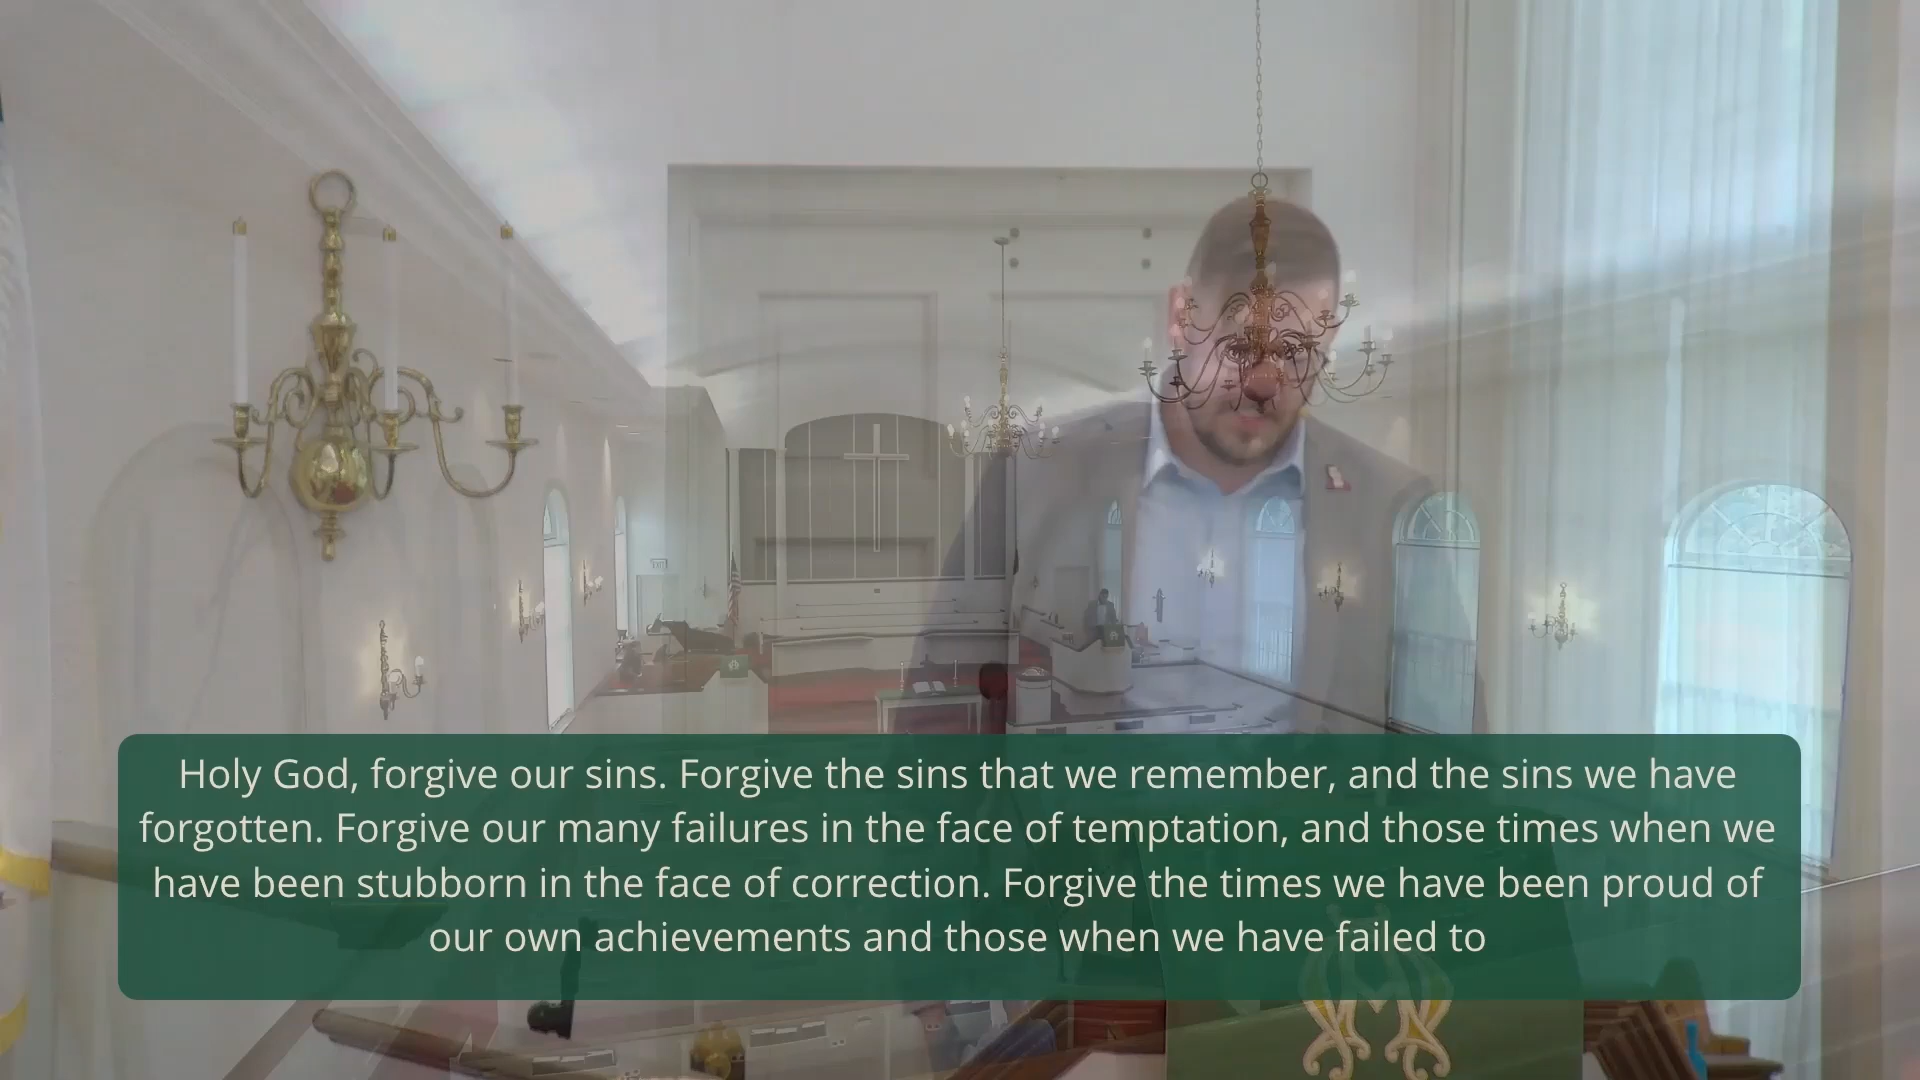 Holy God, forgive our sins. Forgive the sins that we remember, and the sins we have
forgotten. Forgive our many failures in the face of temptation, and those times when we
have been stubborn in the face of correction. Forgive the times we have been proud of
our own achievements and those when we have failed to